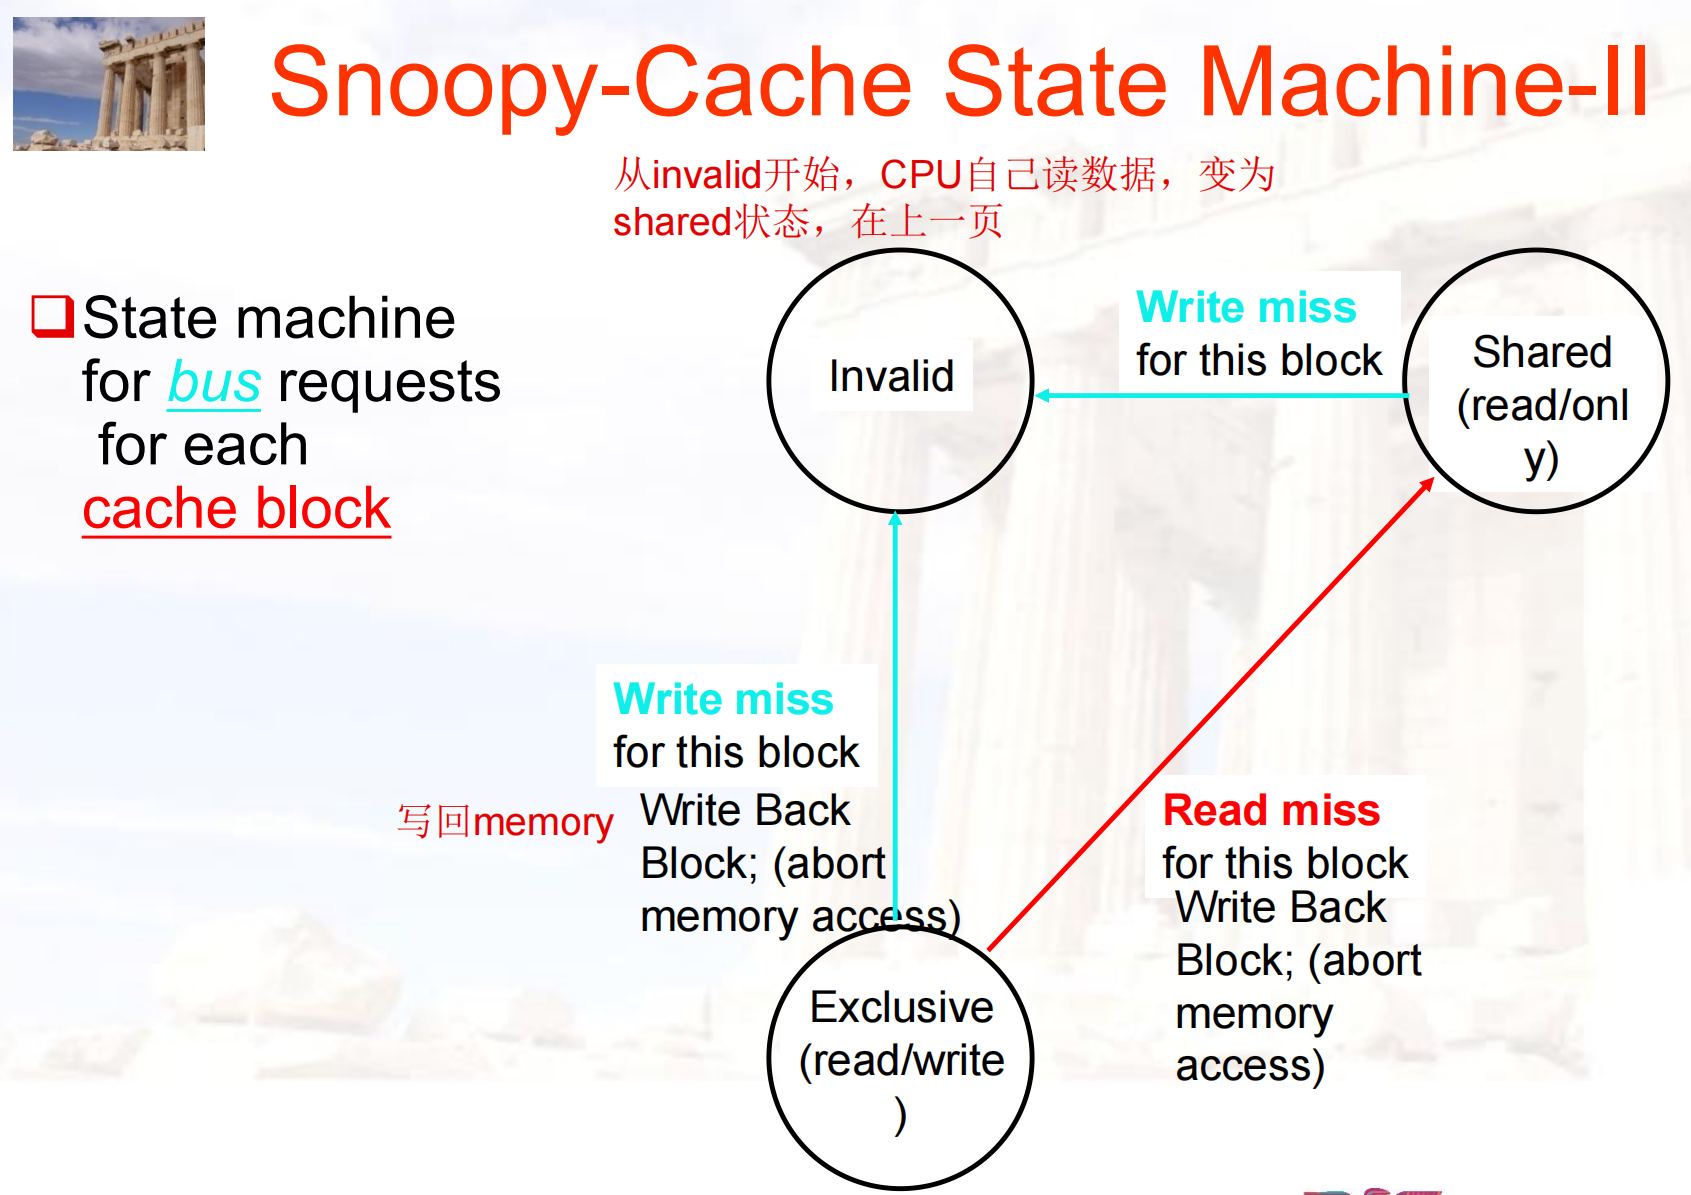 Snoopy-Cache State Machine-II
从invalid开始，CPU自己读数据，变为
shared状态，在上一页
State machine
for bus requests
for each
cache block
Invalid
Write miss
for this block
Shared
(read/onl
y)
Write miss
for this block
写回memory
Write Back
Block; (abort
memory access)
Read miss
for this block
Write Back
Block; (abort
memory
access)
Exclusive
(read/write
)